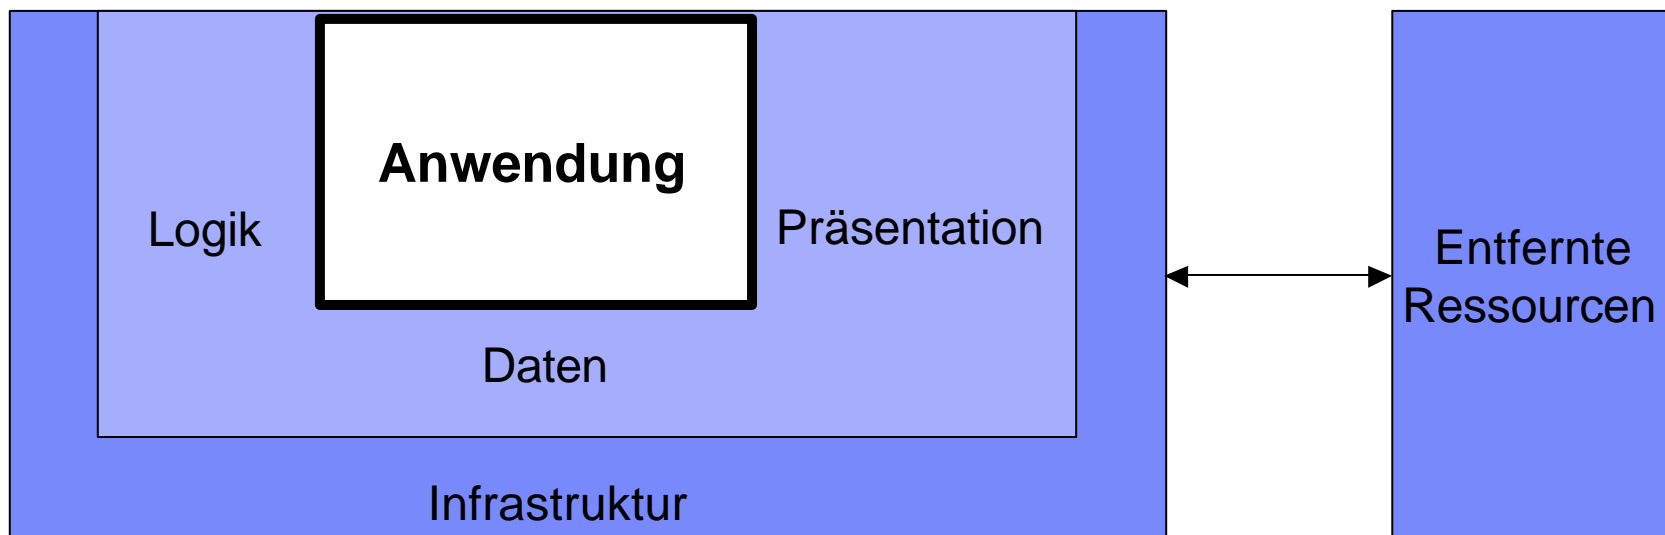 Anwendung
Logik
Präsentation
Daten
Infrastruktur
Entfernte
Ressourcen